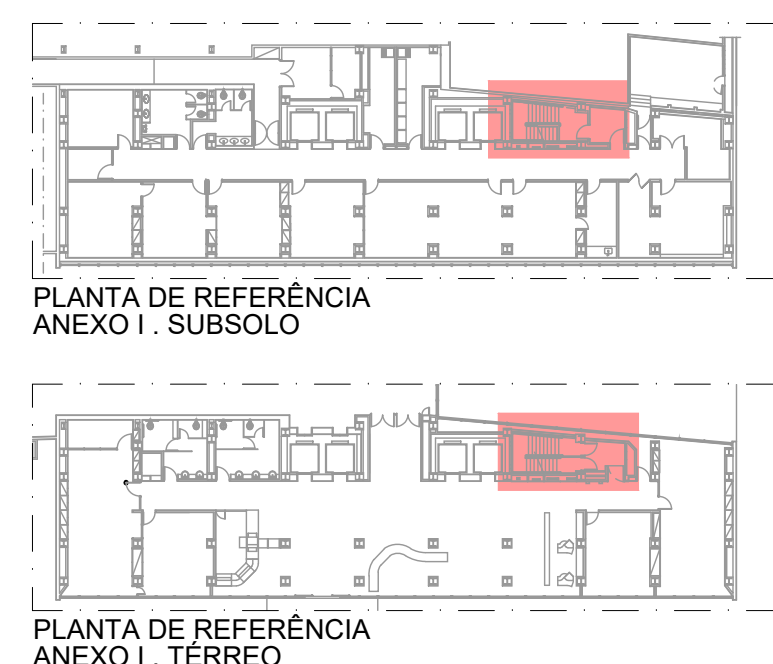 PLANTA DE REFERÊNCIA
ANEXO I . SUBSOLO
PLANTA DE REFERÊNCIA
ANEXO I . TÉRREO